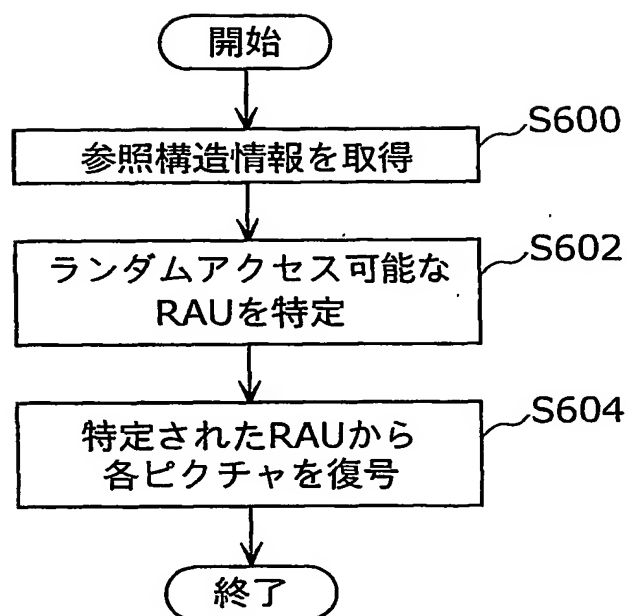 開始
S600
参照構造情報を取得
S602
ランダムアクセス可能な
RAUを特定
S604
特定されたRAUから
各ピクチャを復号
終了